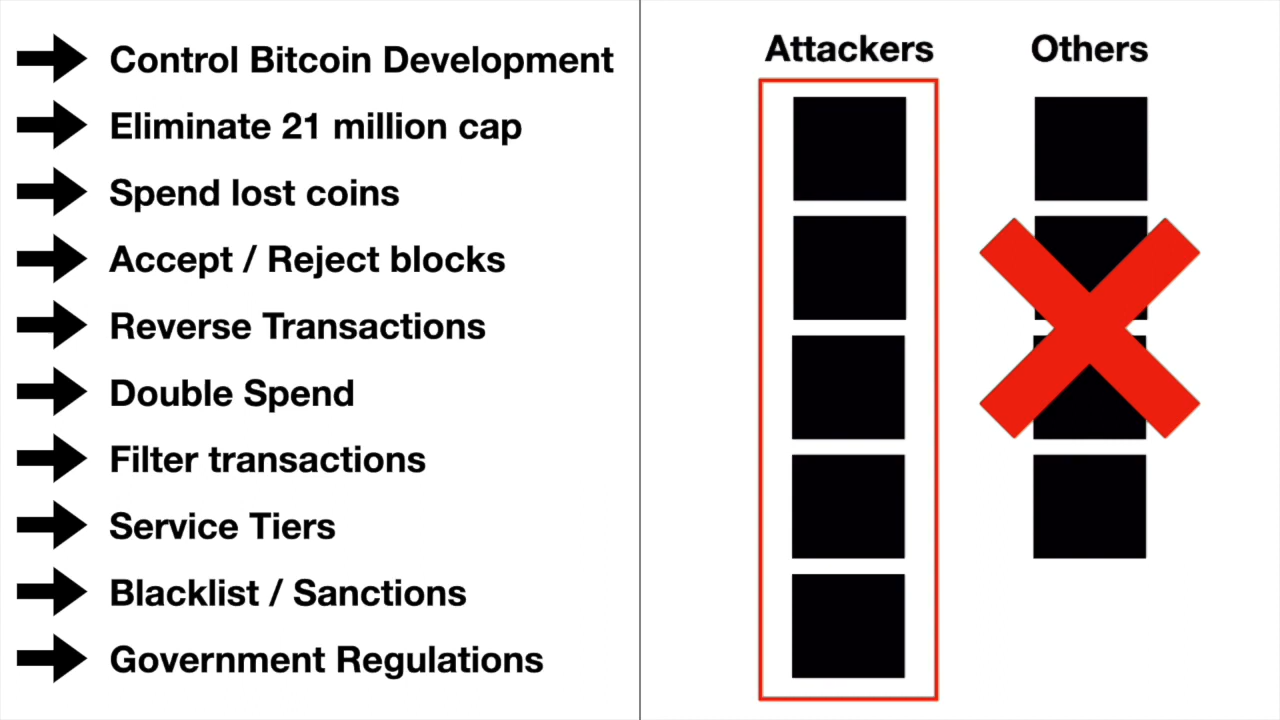 Control Bitcoin Development
Eliminate 21 million cap
Spend lost coins
Accept / Reject blocks
Reverse Transactions
Double Spend
Filter transactions
Service Tiers
Blacklist / Sanctions
Government Regulations
Attackers
Others